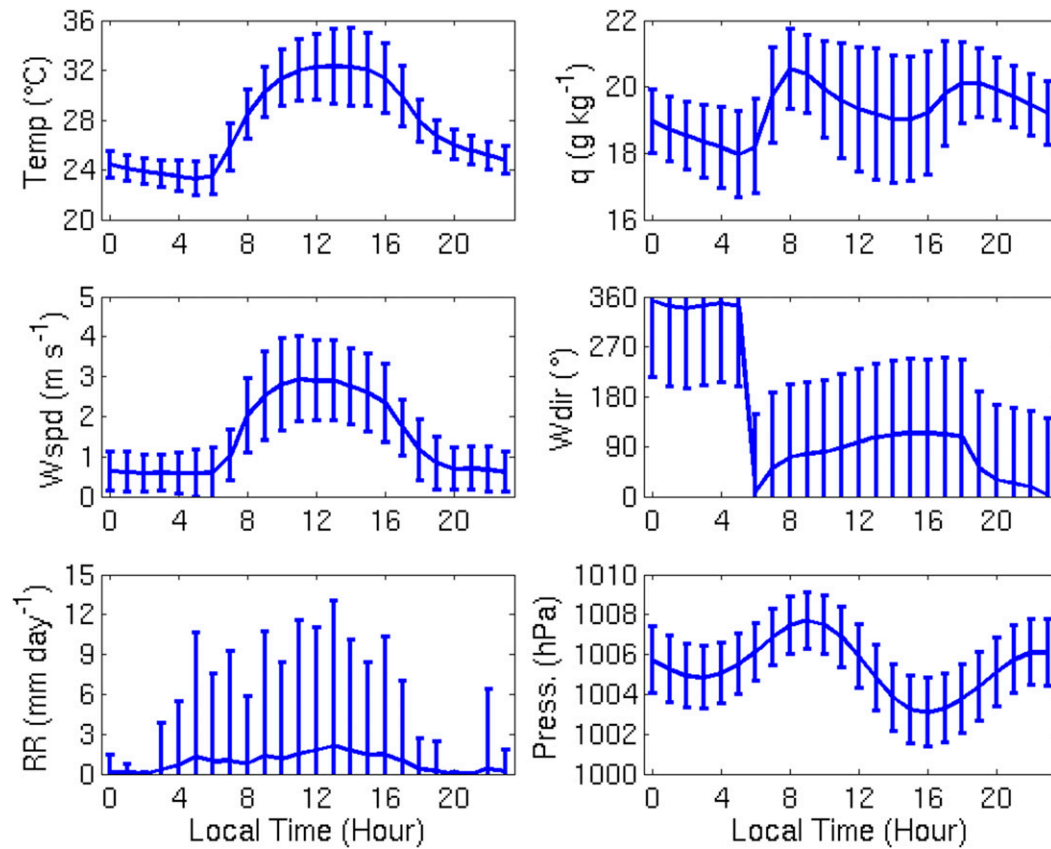 36
32
28
24
20
Temp (°C)
0 4 8 12 16 20
22
20
18
16
q (g kg⁻¹)
0 4 8 12 16 20
5
4
3
2
1
0
Wspd (m s⁻¹)
0 4 8 12 16 20
360
270
180
90
0
Wdir (°)
0 4 8 12 16 20
15
12
9
6
3
0
RR (mm day⁻¹)
0 4 8 12 16 20
Local Time (Hour)
1010
1008
1006
1004
1002
1000
Press. (hPa)
0 4 8 12 16 20
Local Time (Hour)